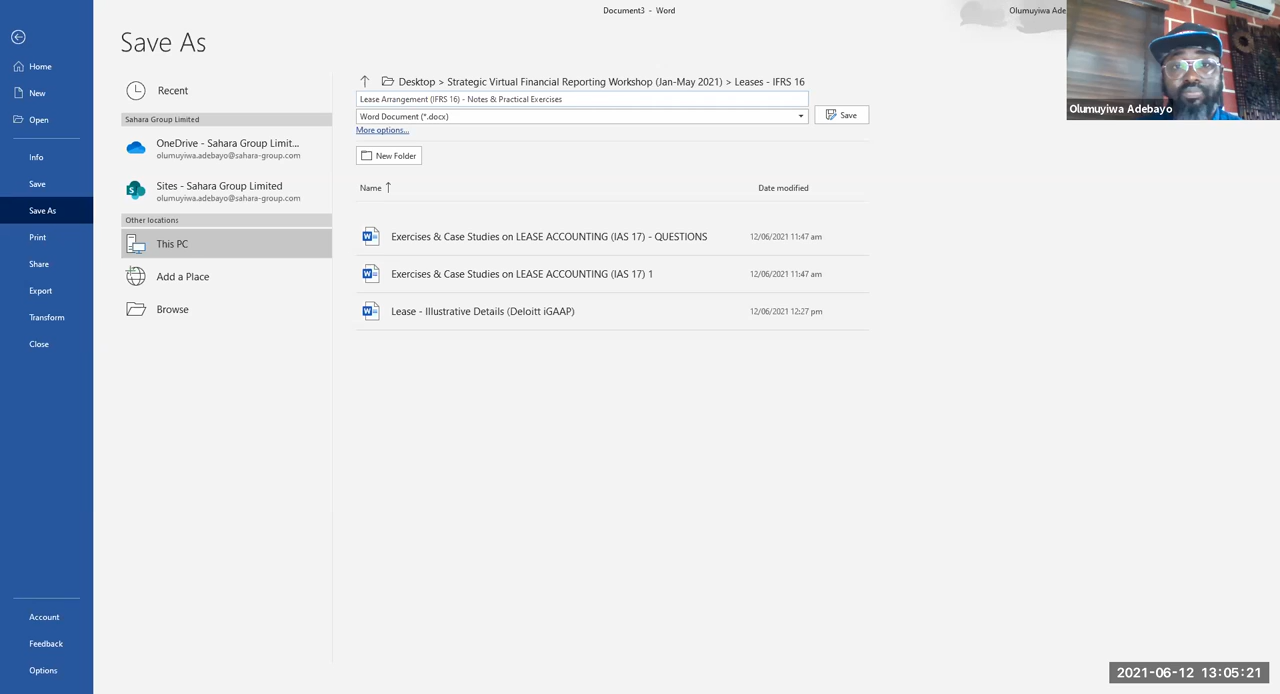 Document3 - Word
Olumuyiwa Ade
Save As
Home
New
Open
Info
Save
Save As
Print
Share
Export
Transform
Close
Account
Feedback
Options
Recent
Sahara Group Limited
OneDrive - Sahara Group Limit...
olumuyiwa.adebayo@sahara-group.com
Sites - Sahara Group Limited
olumuyiwa.adebayo@sahara-group.com
Other locations
This PC
Add a Place
Browse
Desktop > Strategic Virtual Financial Reporting Workshop (Jan-May 2021) > Leases - IFRS 16
Lease Arrangement (IFRS 16) - Notes & Practical Exercises
Word Document (*.docx)
Save
More options...
New Folder
Name Date modified
Exercises & Case Studies on LEASE ACCOUNTING (IAS 17) - QUESTIONS 12/06/2021 11:47 am
Exercises & Case Studies on LEASE ACCOUNTING (IAS 17) 1 12/06/2021 11:47 am
Lease - Illustrative Details (Deloitt iGAAP) 12/06/2021 12:27 pm
Olumuyiwa Adebayo
2021-06-12 13:05:21